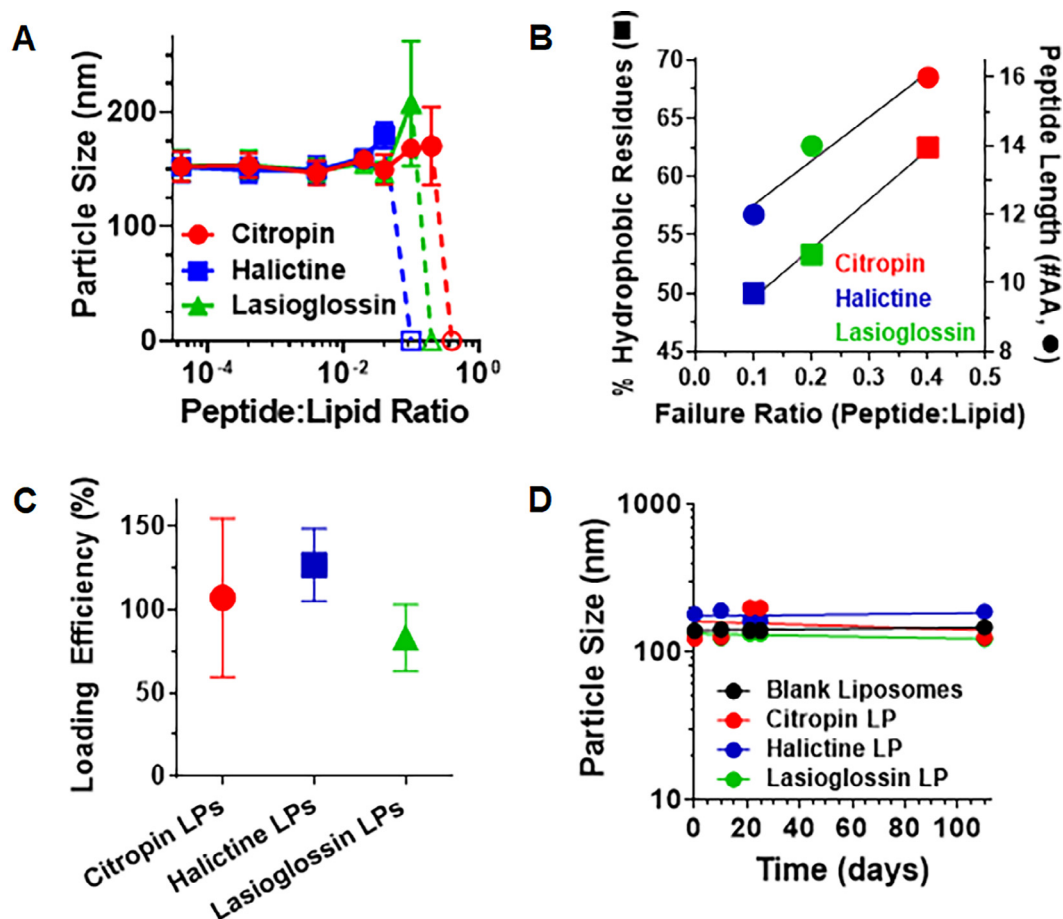 A
Particle Size (nm)
200
100
0
Citropin
Halictine
Lasioglossin
10⁻⁴
10⁻²
10⁰
Peptide:Lipid Ratio
B
% Hydrophobic Residues (■)
70
65
60
55
50
45
Peptide Length (#AA, ●)
16
14
12
10
8
Citropin
Halictine
Lasioglossin
0.0
0.1
0.2
0.3
0.4
0.5
Failure Ratio (Peptide:Lipid)
C
Loading Efficiency (%)
150
100
50
0
Citropin LPs
Halictine LPs
Lasioglossin LPs
D
Particle Size (nm)
1000
100
10
Blank Liposomes
Citropin LP
Halictine LP
Lasioglossin LP
0
20
40
60
80
100
Time (days)